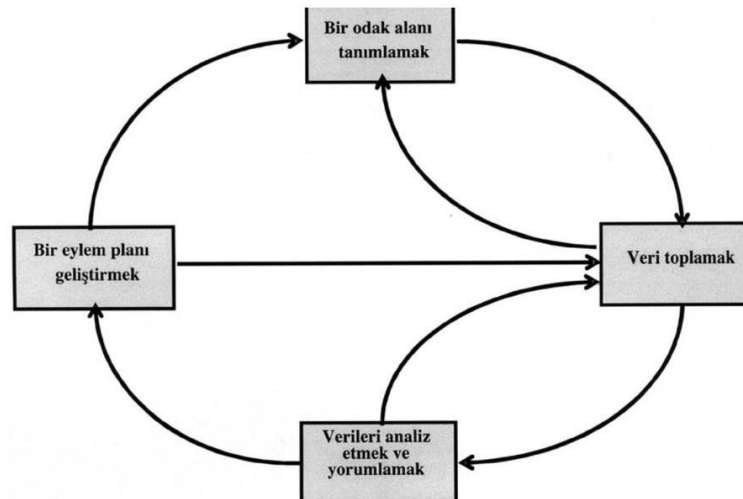 Bir odak alanı
tanımlamak
Bir eylem planı
geliştirmek
Veri toplamak
Verileri analiz
etmek ve
yorumlamak